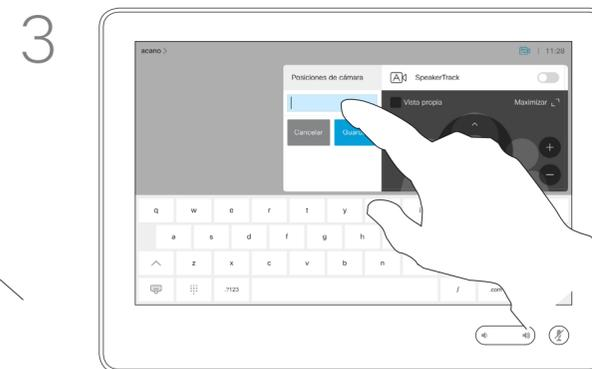 3
acano >
11:28
Posiciones de cámara
SpeakerTrack
Vista propia
Maximizar
Cancelar
q w e r t y
a s d f g h
z x c v b n
.?123 / .com